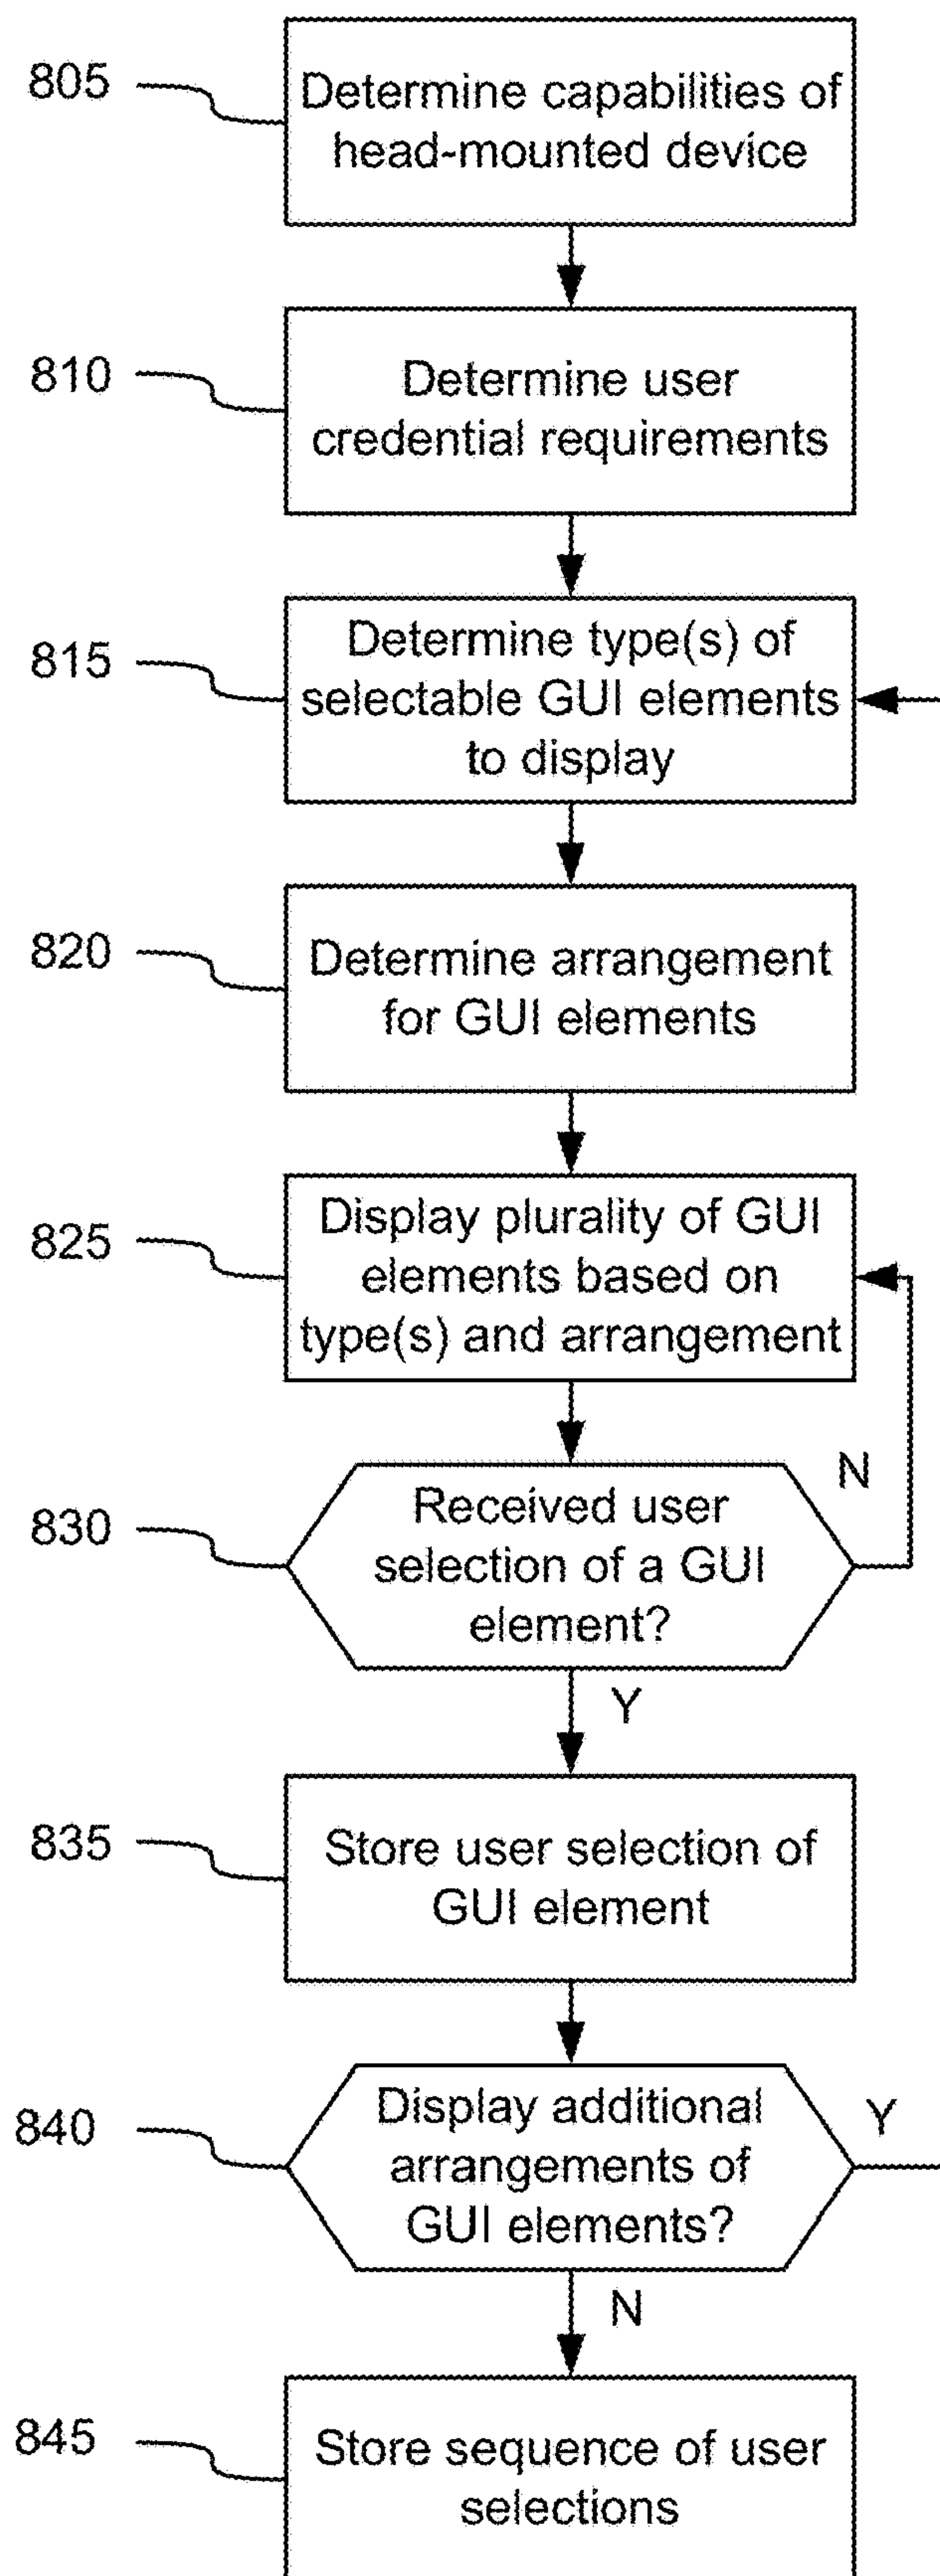 805
Determine capabilities of
head-mounted device
810
Determine user
credential requirements
815
Determine type(s) of
selectable GUI elements
to display
820
Determine arrangement
for GUI elements
825
Display plurality of GUI
elements based on
type(s) and arrangement
N
830
Received user
selection of a GUI
element?
Y
835
Store user selection of
GUI element
840
Display additional
arrangements of
GUI elements?
Y
N
845
Store sequence of user
selections